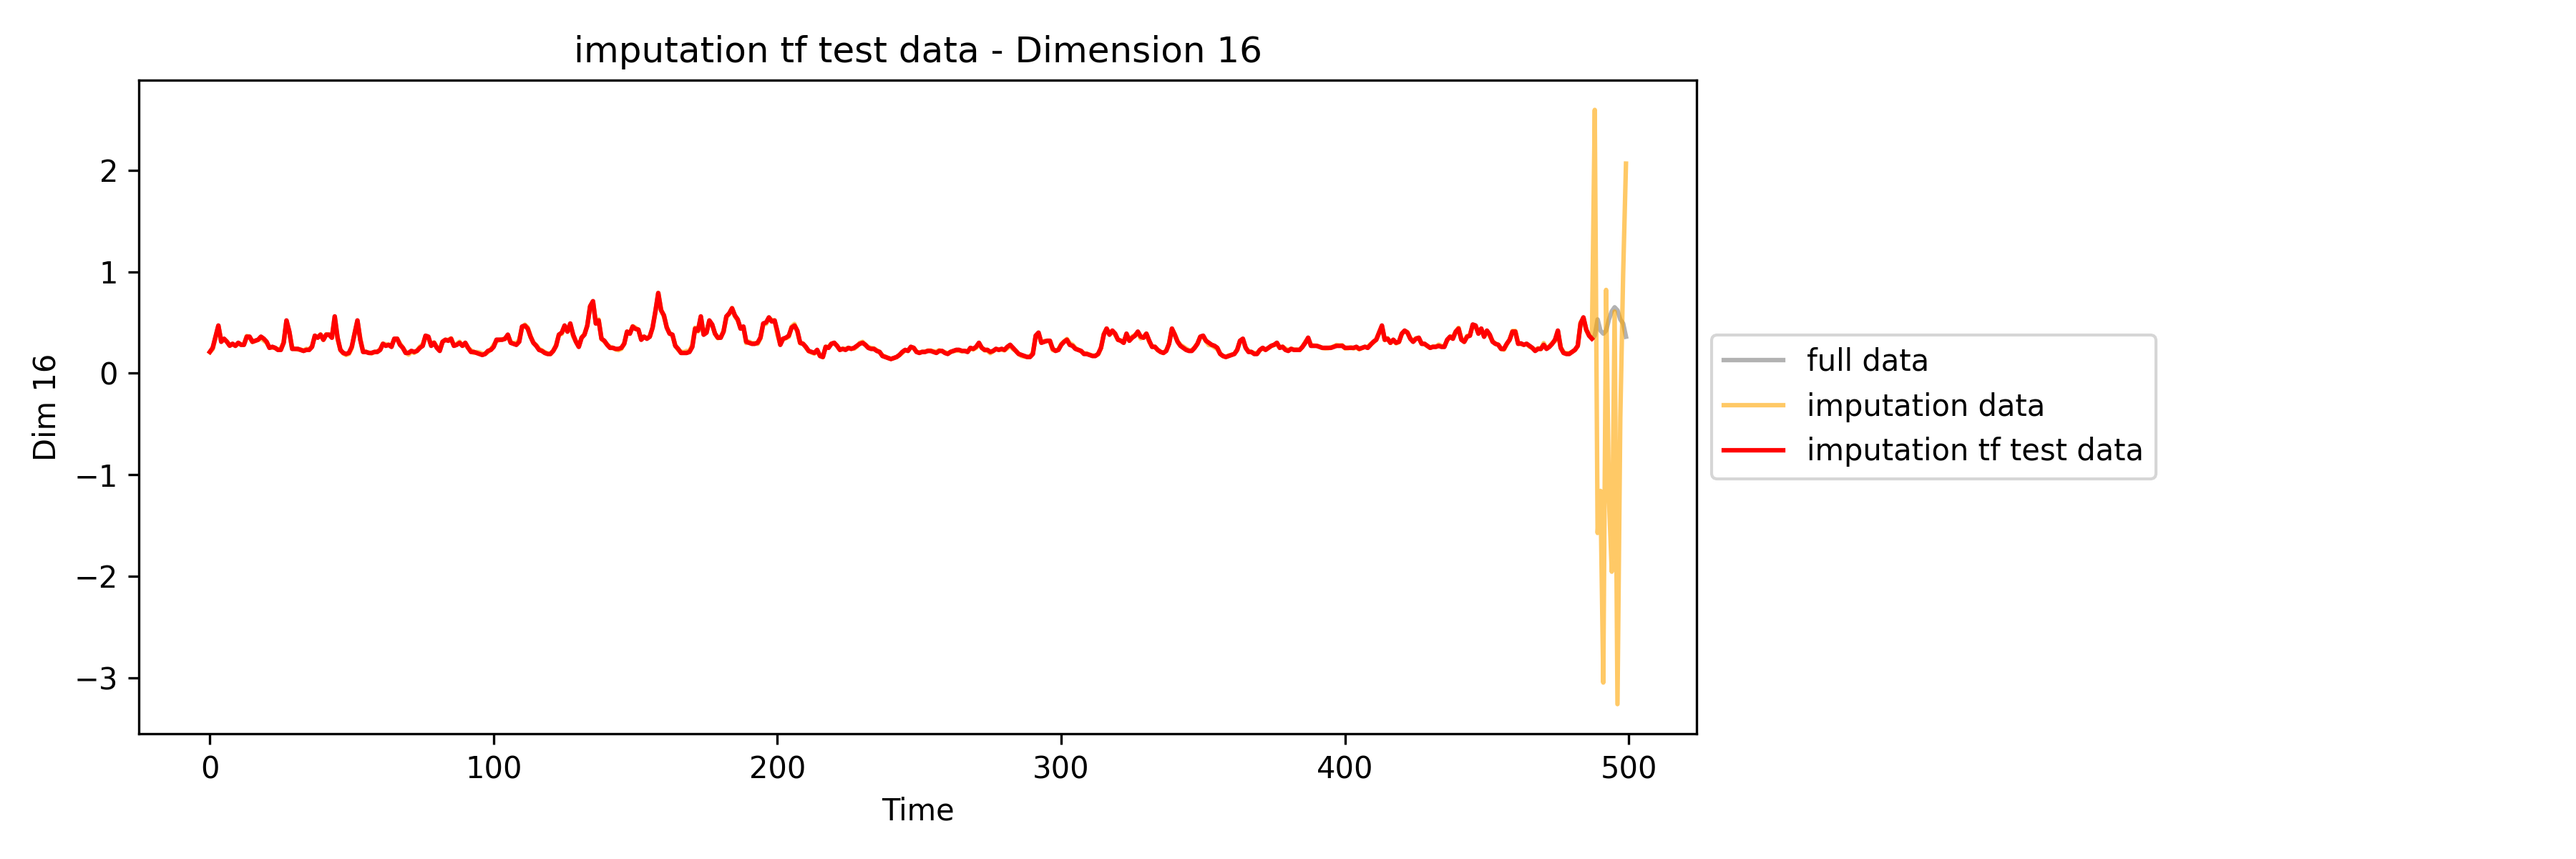 imputation tf test data - Dimension 16
2
1
0
−1
−2
−3
Dim 16
0 100 200 300 400 500
Time
full data
imputation data
imputation tf test data